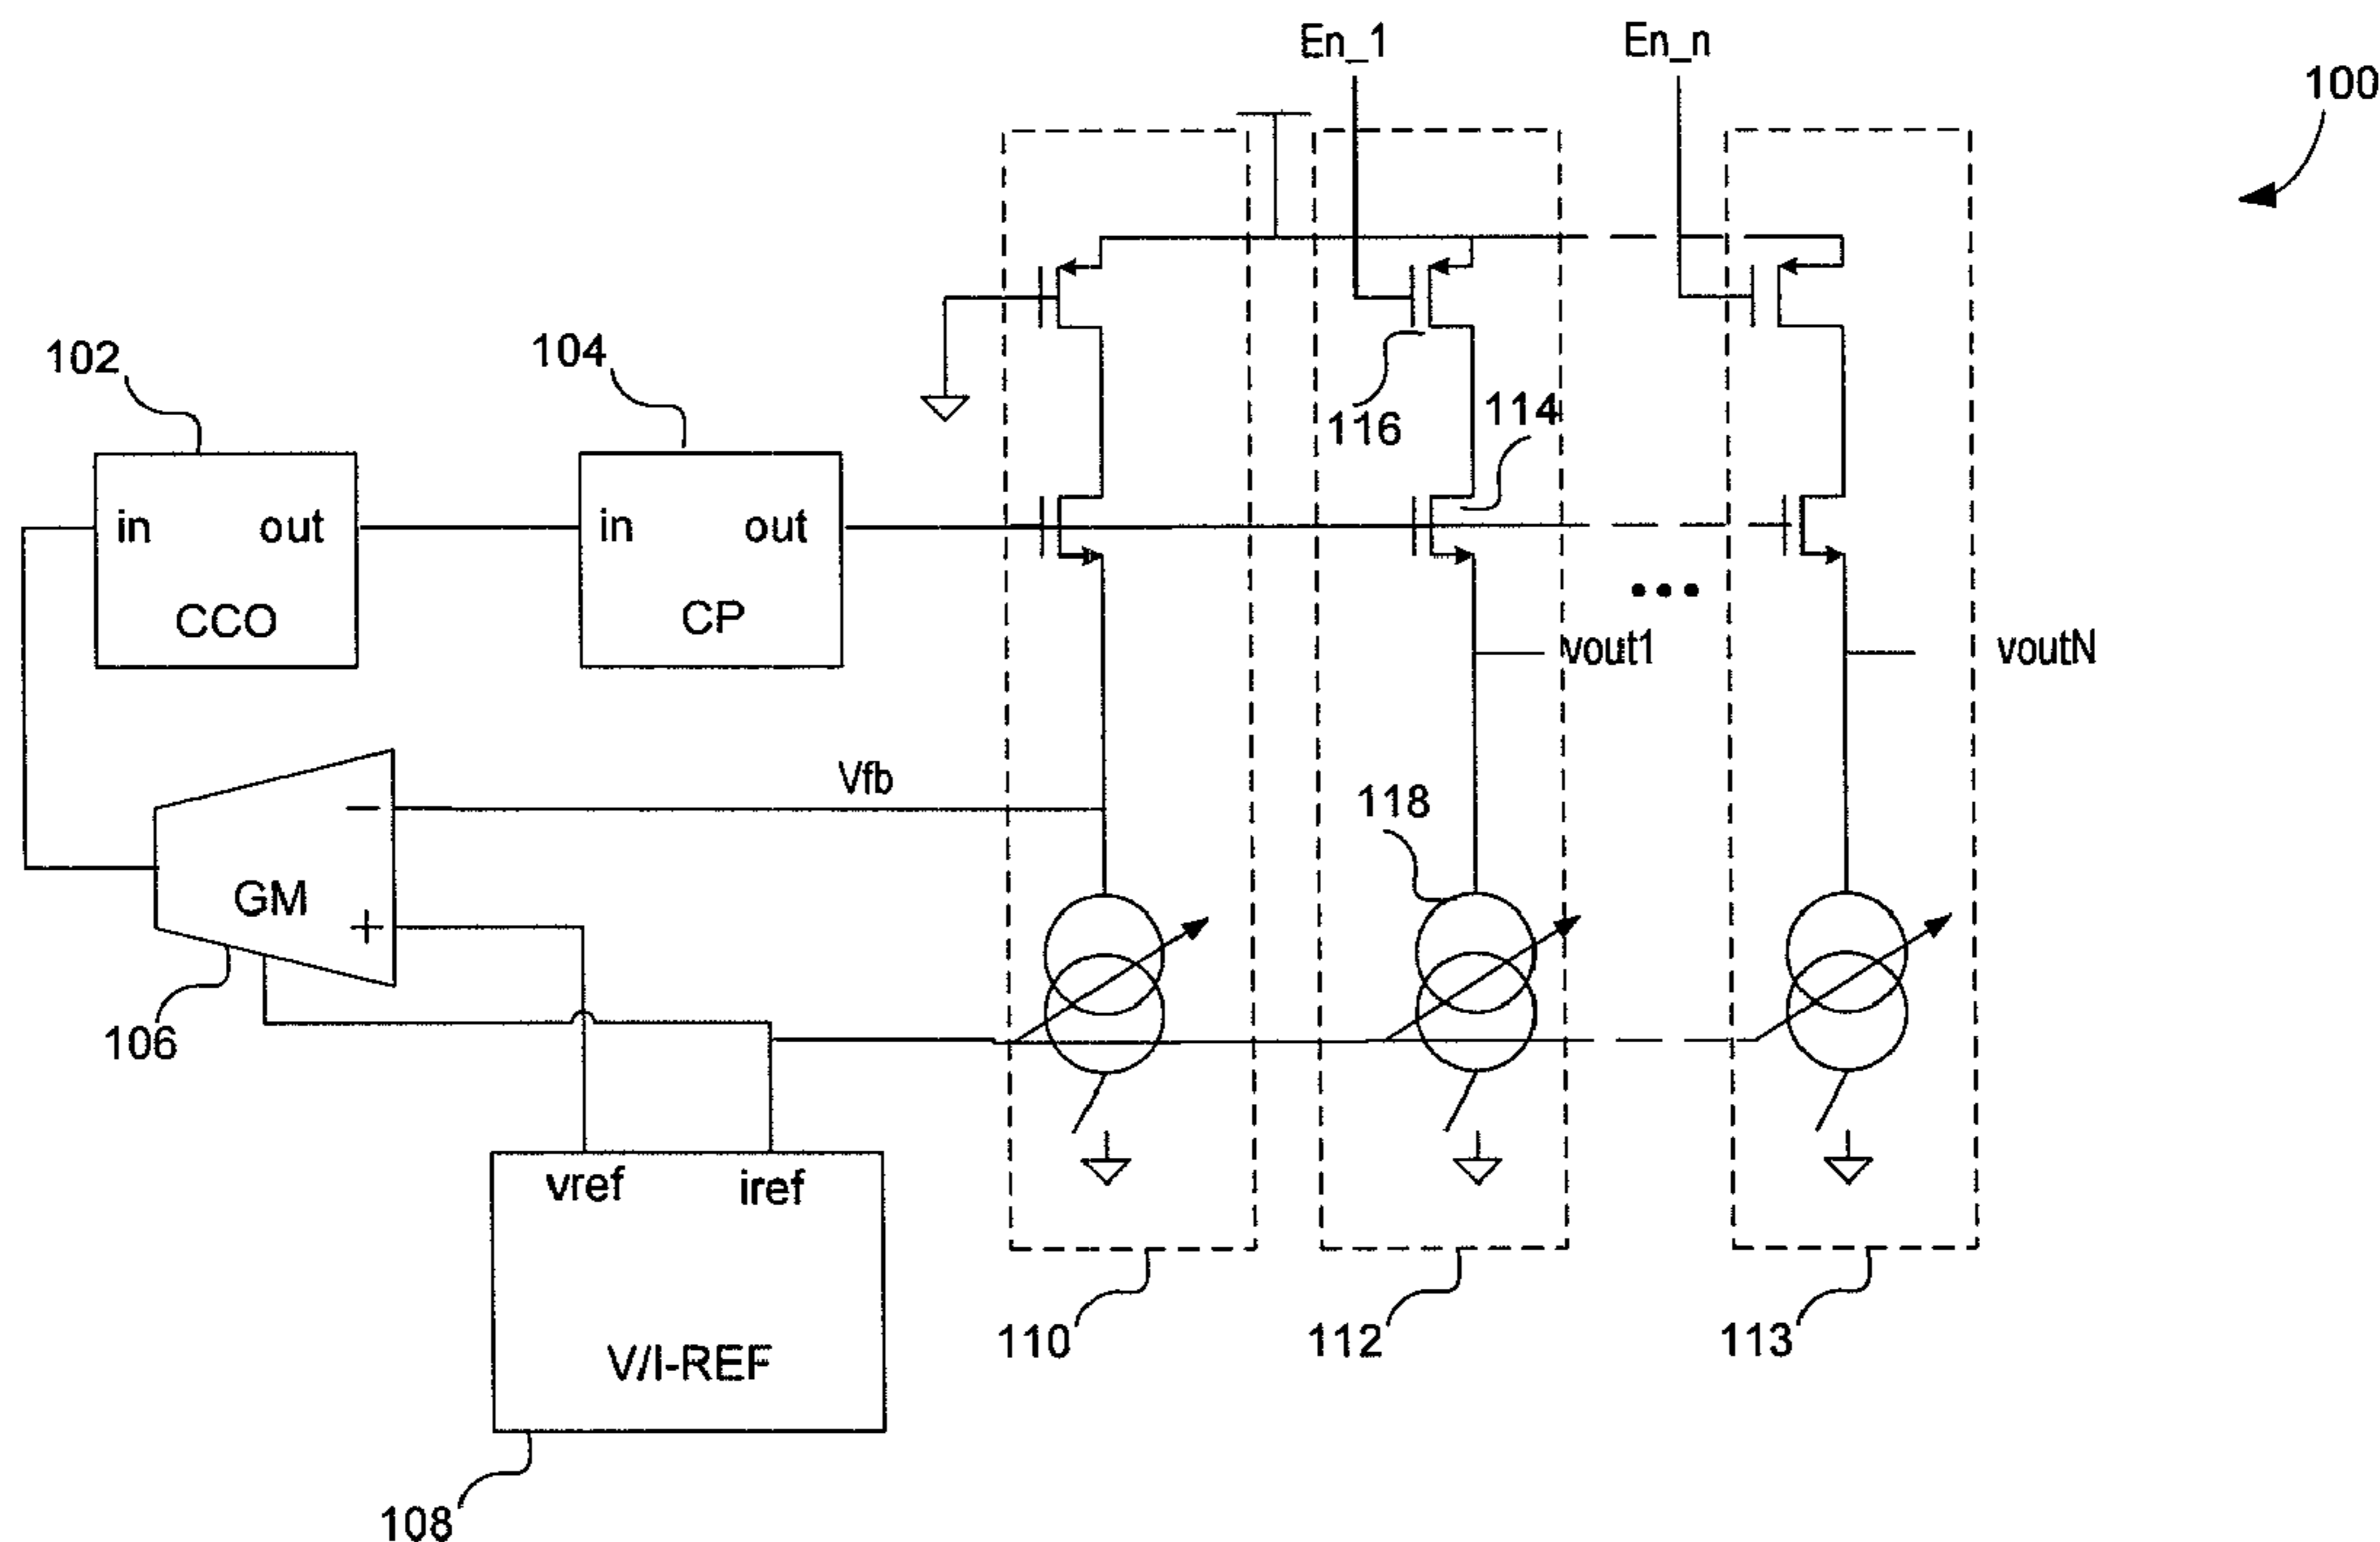 En_1
En_n
100
102
104
116
114
in
out
CCO
in
out
CP
vout1
voutN
Vfb
118
−
GM
+
106
vref
iref
V/I-REF
110
112
113
108